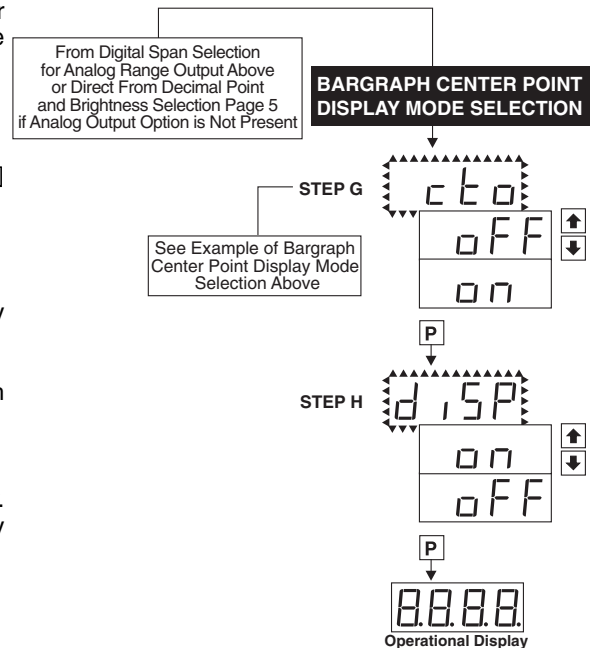 From Digital Span Selection
for Analog Range Output Above
or Direct From Decimal Point
and Brightness Selection Page 5
if Analog Output Option is Not Present
BARGRAPH CENTER POINT
DISPLAY MODE SELECTION
STEP G
cto
oFF
on
See Example of Bargraph
Center Point Display Mode
Selection Above
P
STEP H
diSP
on
oFF
P
8.8.8.8.
Operational Display